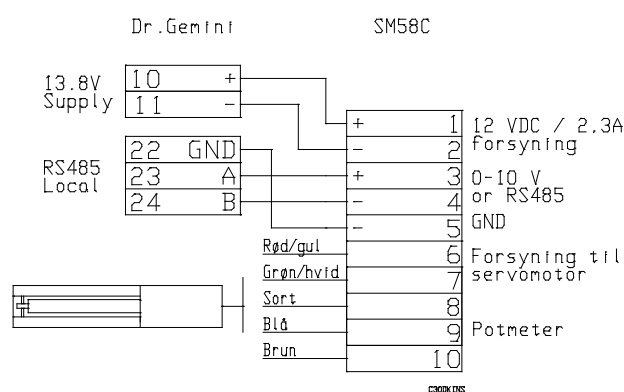 Dr.Gemini
SM58C
13.8V
Supply
10 +
11 -
RS485
Local
22 GND
23 A
24 B
+ 1
- 2
+ 3
- 4
- 5
6
7
8
9
10
12 VDC / 2.3A
forsyning
0-10 V
or RS485
GND
Forsyning til
servomotor
Potmeter
Rød/gul
Grøn/hvid
Sort
Blå
Brun